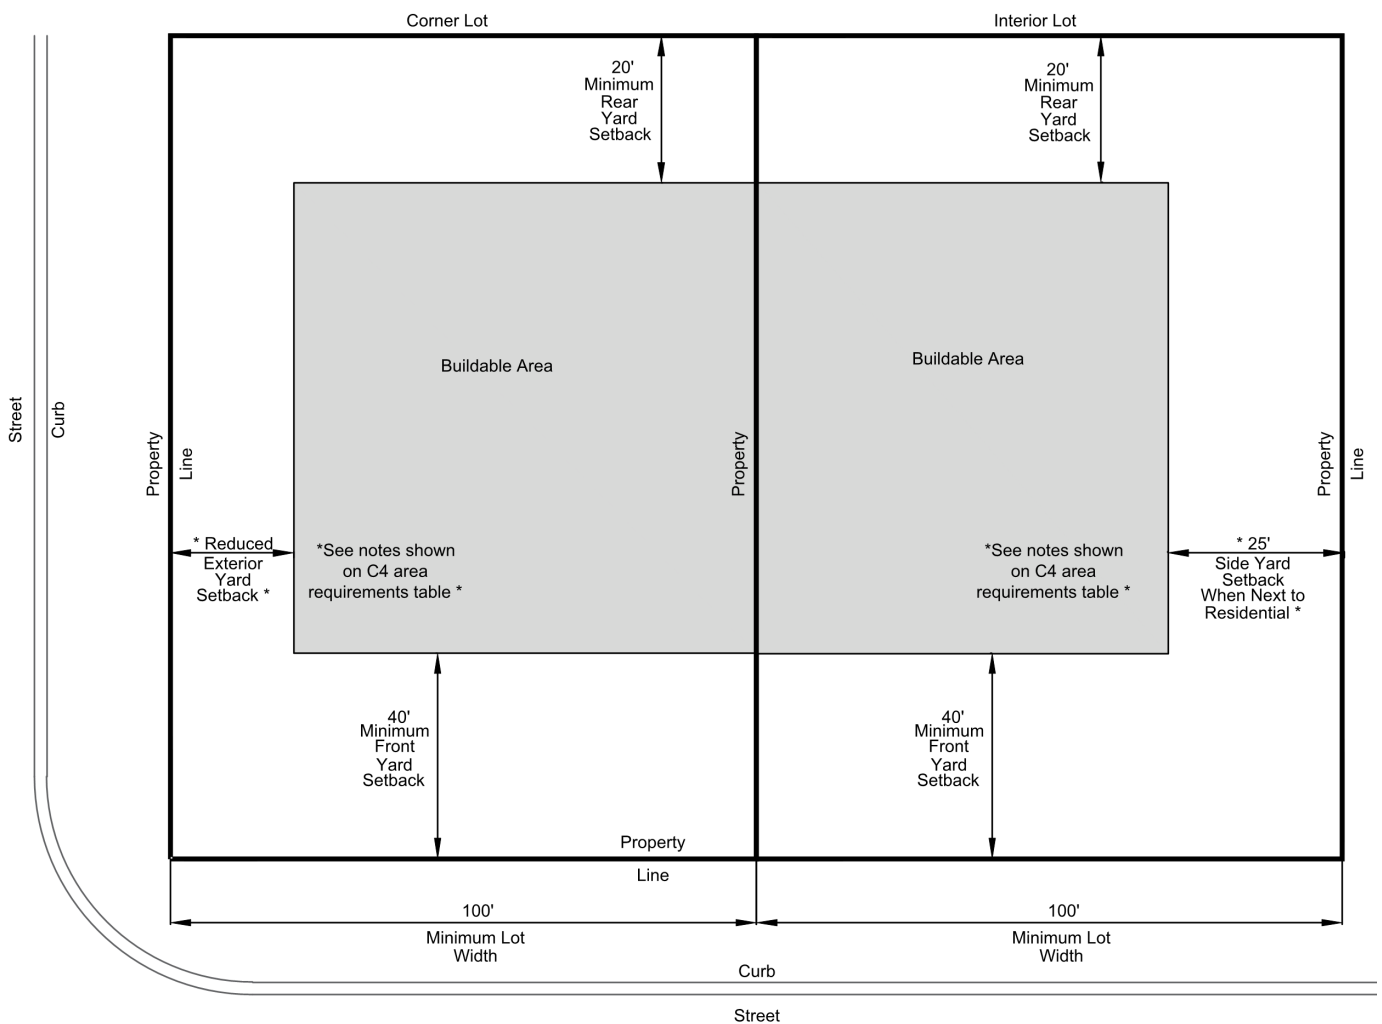 Corner Lot
Interior Lot
20'
Minimum
Rear
Yard
Setback
20'
Minimum
Rear
Yard
Setback
Buildable Area
Buildable Area
Street
Curb
Property
Line
Property
Property
Line
* Reduced
Exterior
Yard
Setback *
*See notes shown
on C4 area
requirements table *
*See notes shown
on C4 area
requirements table *
* 25'
Side Yard
Setback
When Next to
Residential *
40'
Minimum
Front
Yard
Setback
40'
Minimum
Front
Yard
Setback
Property
Line
100'
Minimum Lot
Width
100'
Minimum Lot
Width
Curb
Street